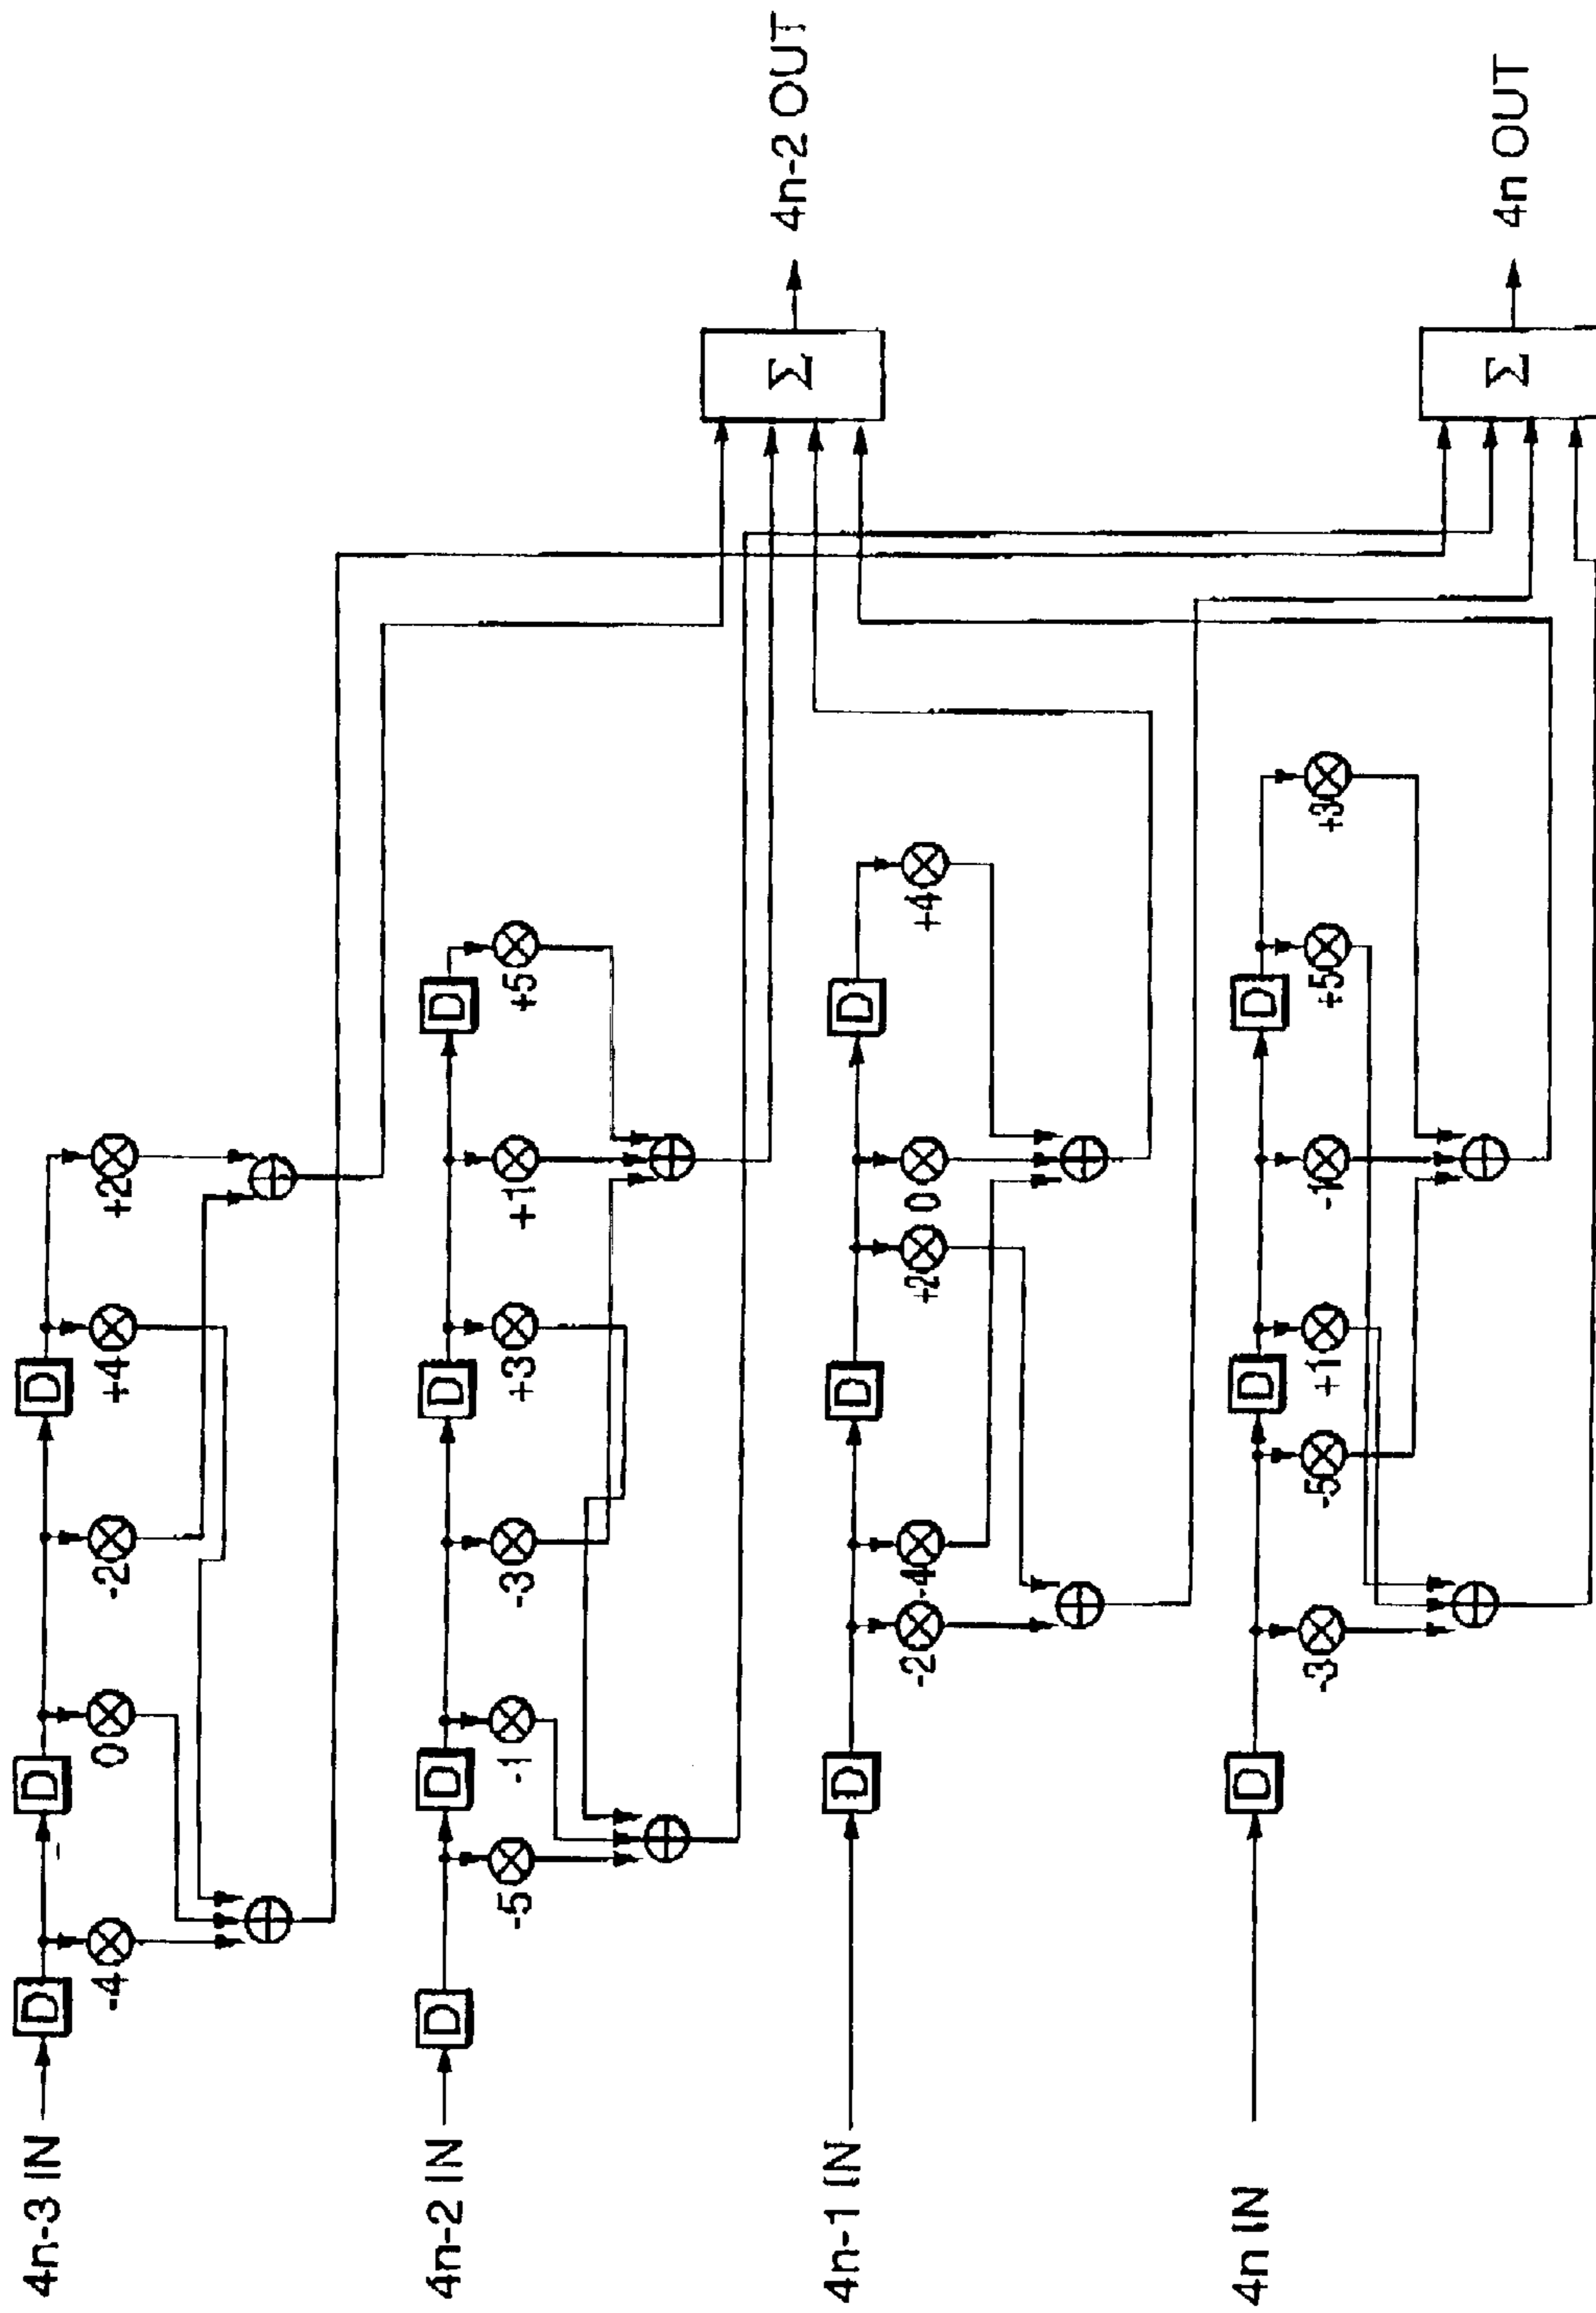 4n-3 IN
D
D
D
-4
0
-2
+4
+2
4n-2 IN
D
D
D
D
-5
-1
-3
+3
+1
+5
Σ
4n-2 OUT
4n-1 IN
D
D
D
-2
-4
+2
0
+4
4n IN
D
D
D
-3
-5
+1
-1
+5
+3
Σ
4n OUT